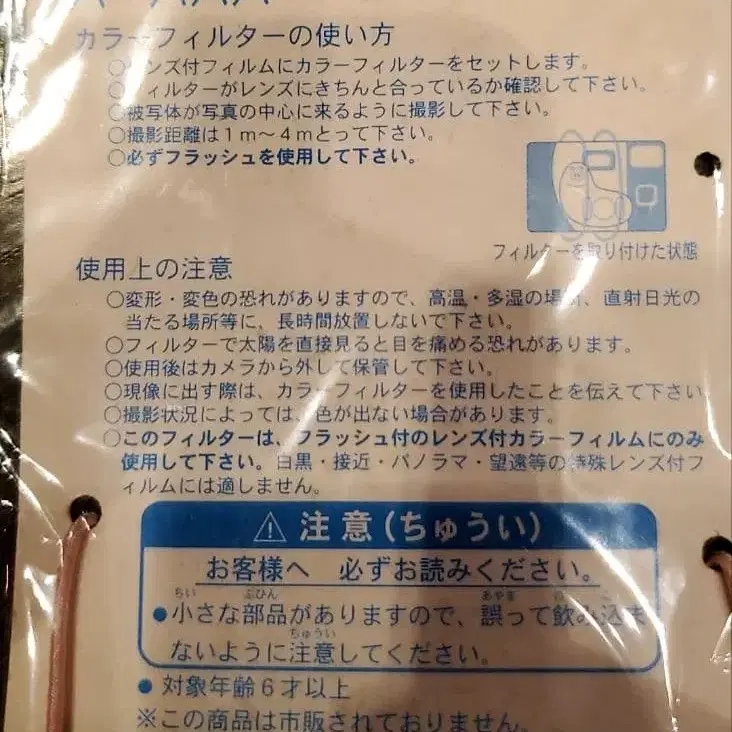 カラーフィルターの使い方
○レンズ付フィルムにカラーフィルターをセットします。
○フィルターがレンズにきちんと合っているか確認して下さい。
○被写体が写真の中心に来るように撮影して下さい。
○撮影距離は1m〜4mとって下さい。
○必ずフラッシュを使用して下さい。
フィルターを取り付けた状態
使用上の注意
○変形・変色の恐れがありますので、高温・多湿の場所、直射日光の
当たる場所等に、長時間放置しないで下さい。
○フィルターで太陽を直接見ると目を痛める恐れがあります。
○使用後はカメラから外して保管して下さい。
○現像に出す際は、カラーフィルターを使用したことを伝えて下さい
○撮影状況によっては、色が出ない場合があります。
○このフィルターは、フラッシュ付のレンズ付カラーフィルムにのみ
使用して下さい。白黒・接近・パノラマ・望遠等の特殊レンズ付フ
ィルムには適しません。
⚠ 注意(ちゅうい)
お客様へ 必ずお読みください。
●小さな部品がありますので、誤って飲み込ま
ないように注意してください。
●対象年齢6才以上
※この商品は市販されておりません。